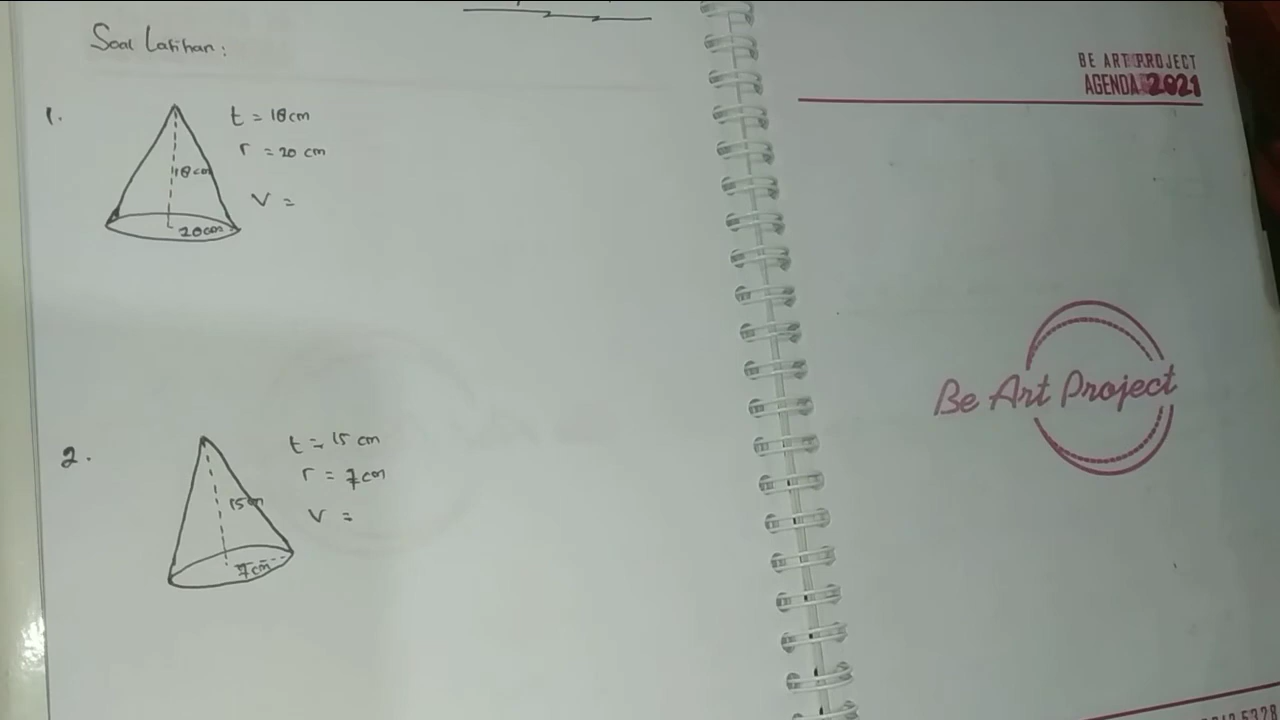 Soal Latihan :
1.
t = 18 cm
r = 20 cm
18 cm
V =
20 cm
2.
t = 15 cm
r = 7 cm
15 cm
V =
7 cm
BE ART PROJECT
AGENDA 2021
Be Art Project